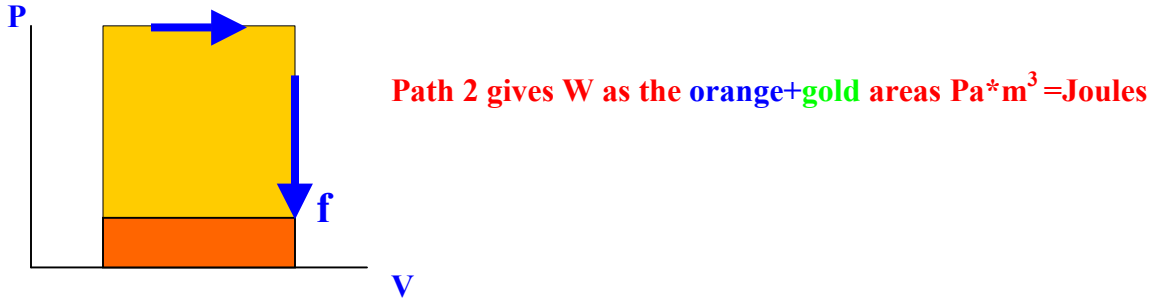 P
Path 2 gives W as the orange+gold areas Pa*m³ =Joules
f
V